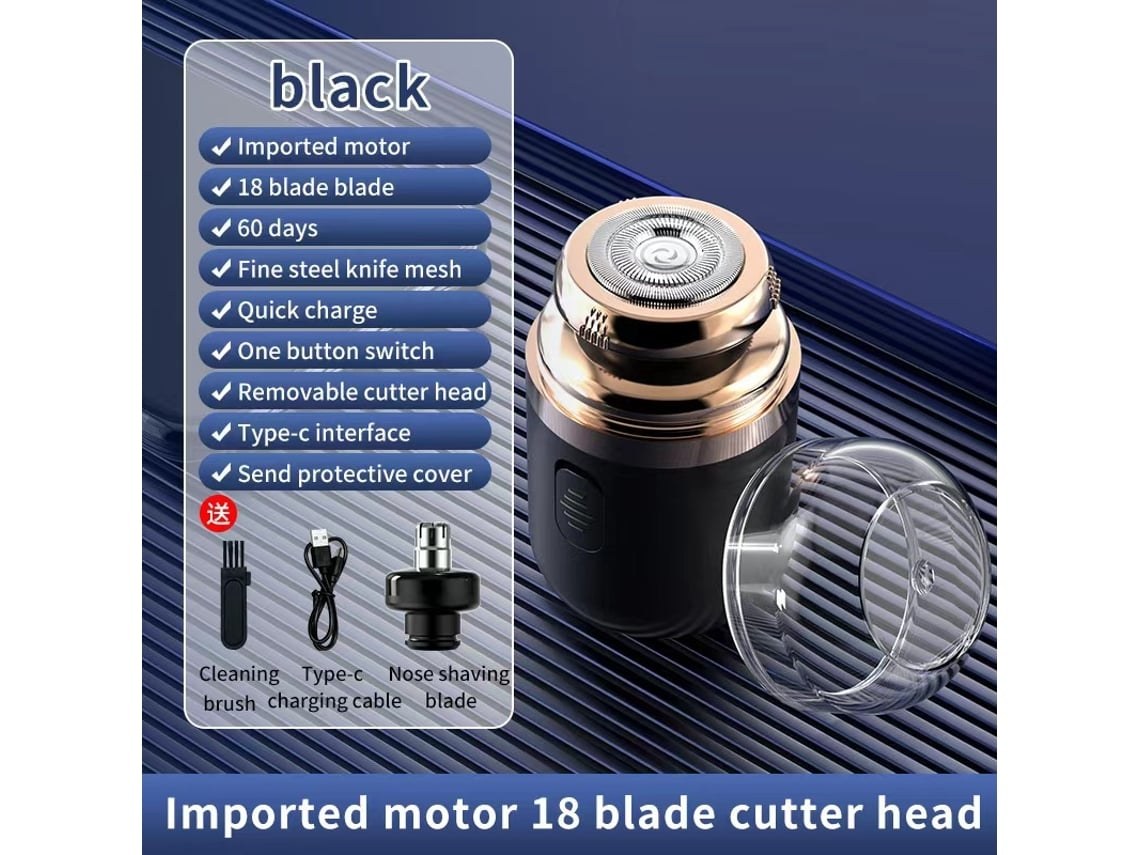 black
Imported motor
18 blade blade
60 days
Fine steel knife mesh
Quick charge
One button switch
Removable cutter head
Type-c interface
Send protective cover
送
Cleaning
brush
Type-c
charging cable
Nose shaving
blade
Imported motor 18 blade cutter head